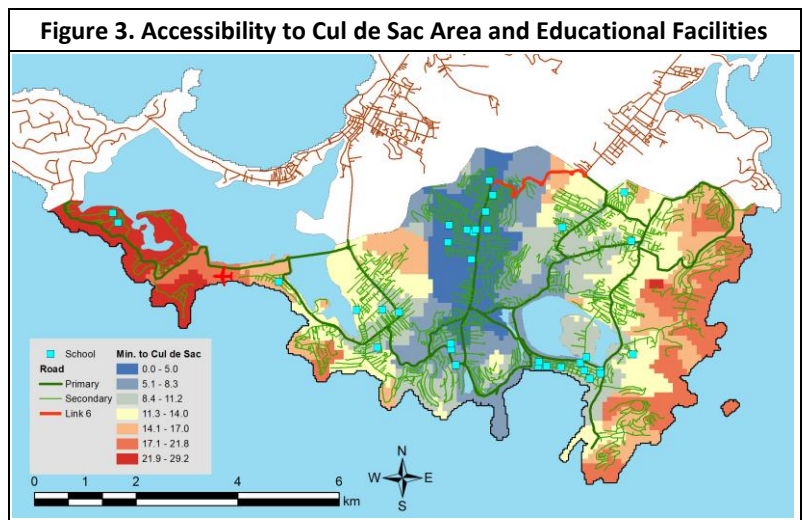 Figure 3. Accessibility to Cul de Sac Area and Educational Facilities
School
Road
Primary
Secondary
Link 6
Min. to Cul de Sac
0.0 - 5.0
5.1 - 8.3
8.4 - 11.2
11.3 - 14.0
14.1 - 17.0
17.1 - 21.8
21.9 - 29.2
N
W E
S
0 1 2 4 6
km